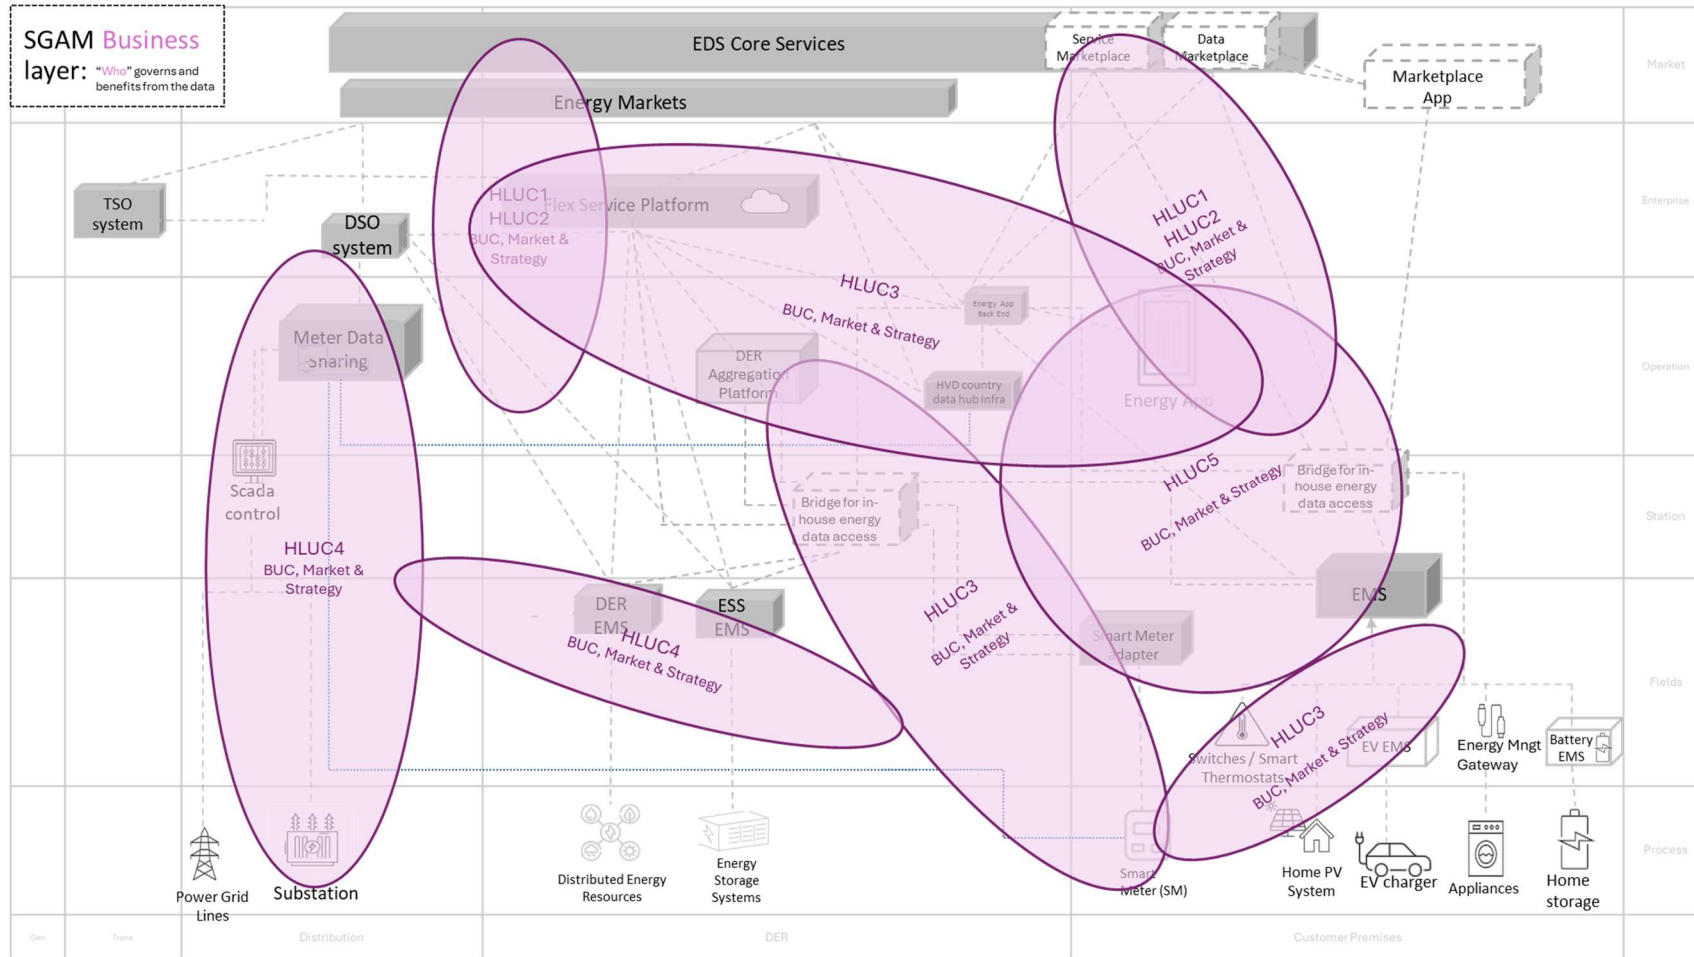 SGAM Business
layer: "Who" governs and
benefits from the data
EDS Core Services
Service
Marketplace
Data
Marketplace
Marketplace
App
Market
Energy Markets
TSO
system
DSO
system
HLUC1
HLUC2
BUC, Market &
Strategy
Flex Service Platform
HLUC1
HLUC2
BUC, Market &
Strategy
Enterprise
HLUC3
BUC, Market & Strategy
Energy App
Back End
Meter Data
Sharing
DER
Aggregation
Platform
HVD country
data hub infra
Energy App
Operation
Scada
control
Bridge for in-
house energy
data access
HLUC5
BUC, Market & Strategy
Bridge for in-
house energy
data access
Station
HLUC4
BUC, Market &
Strategy
DER
EMS
ESS
EMS
HLUC4
BUC, Market & Strategy
HLUC3
BUC, Market &
Strategy
Smart Meter
adapter
EMS
Fields
Switches / Smart
Thermostats
HLUC3
BUC, Market & Strategy
EV EMS
Energy Mngt
Gateway
Battery
EMS
Process
Power Grid
Lines
Substation
Distributed Energy
Resources
Energy
Storage
Systems
Smart
Meter (SM)
Home PV
System
EV charger
Appliances
Home
storage
Gen
Trans
Distribution
DER
Customer Premises